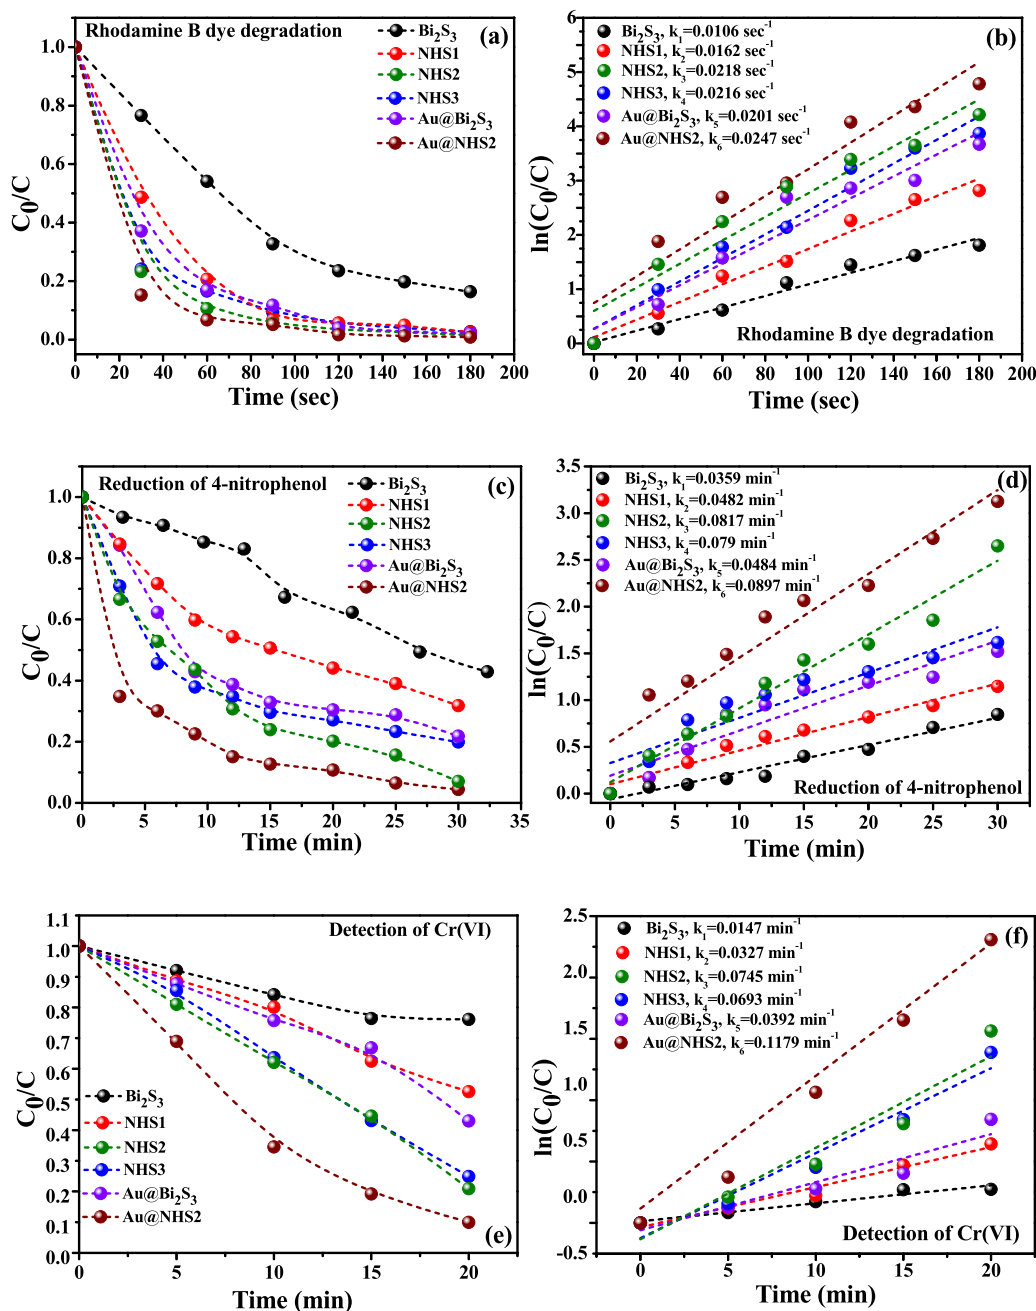 Rhodamine B dye degradation
(a)
Bi₂S₃
NHS1
NHS2
NHS3
Au@Bi₂S₃
Au@NHS2
C₀/C
1.0
0.8
0.6
0.4
0.2
0.0
0 20 40 60 80 100 120 140 160 180 200
Time (sec)
(b)
Bi₂S₃, k₁=0.0106 sec⁻¹
NHS1, k₂=0.0162 sec⁻¹
NHS2, k₃=0.0218 sec⁻¹
NHS3, k₄=0.0216 sec⁻¹
Au@Bi₂S₃, k₅=0.0201 sec⁻¹
Au@NHS2, k₆=0.0247 sec⁻¹
ln(C₀/C)
6
5
4
3
2
1
0
Rhodamine B dye degradation
0 20 40 60 80 100 120 140 160 180 200
Time (sec)
Reduction of 4-nitrophenol
(c)
Bi₂S₃
NHS1
NHS2
NHS3
Au@Bi₂S₃
Au@NHS2
C₀/C
1.0
0.8
0.6
0.4
0.2
0.0
0 5 10 15 20 25 30 35
Time (min)
(d)
Bi₂S₃, k₁=0.0359 min⁻¹
NHS1, k₂=0.0482 min⁻¹
NHS2, k₃=0.0817 min⁻¹
NHS3, k₄=0.079 min⁻¹
Au@Bi₂S₃, k₅=0.0484 min⁻¹
Au@NHS2, k₆=0.0897 min⁻¹
ln(C₀/C)
3.5
3.0
2.5
2.0
1.5
1.0
0.5
0.0
Reduction of 4-nitrophenol
0 5 10 15 20 25 30
Time (min)
Detection of Cr(VI)
C₀/C
1.1
1.0
0.9
0.8
0.7
0.6
0.5
0.4
0.3
0.2
0.1
0.0
Bi₂S₃
NHS1
NHS2
NHS3
Au@Bi₂S₃
Au@NHS2
(e)
0 5 10 15 20
Time (min)
(f)
Bi₂S₃, k₁=0.0147 min⁻¹
NHS1, k₂=0.0327 min⁻¹
NHS2, k₃=0.0745 min⁻¹
NHS3, k₄=0.0693 min⁻¹
Au@Bi₂S₃, k₅=0.0392 min⁻¹
Au@NHS2, k₆=0.1179 min⁻¹
ln(C₀/C)
2.5
2.0
1.5
1.0
0.5
0.0
-0.5
Detection of Cr(VI)
0 5 10 15 20
Time (min)